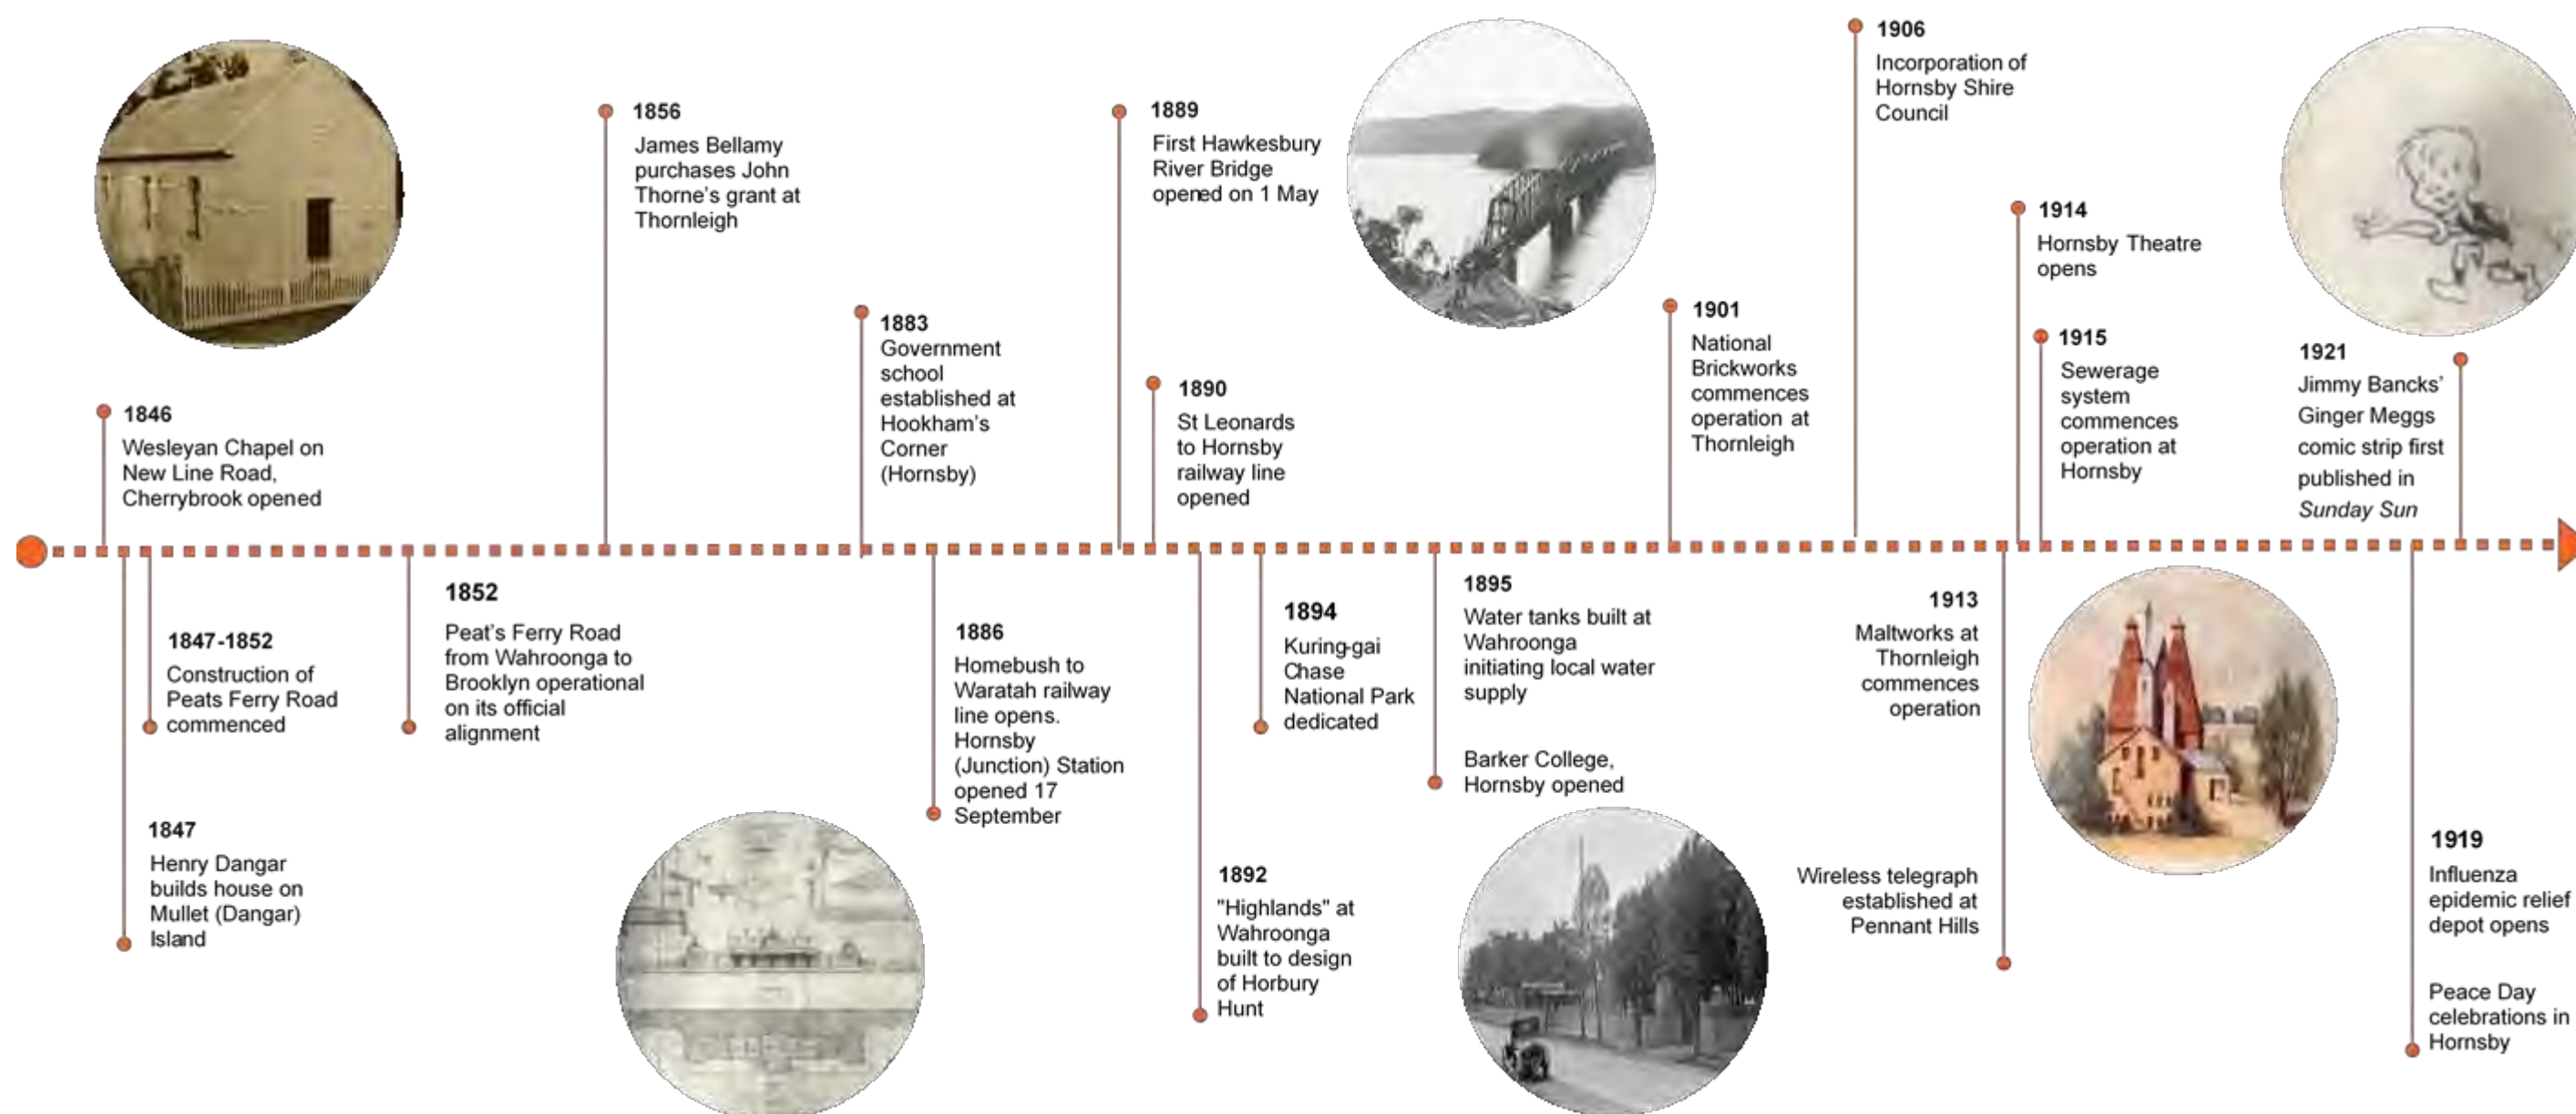 1846
Wesleyan Chapel on
New Line Road,
Cherrybrook opened
1847
Henry Dangar
builds house on
Mullet (Dangar)
Island
1847-1852
Construction of
Peats Ferry Road
commenced
1852
Peat's Ferry Road
from Wahroonga to
Brooklyn operational
on its official
alignment
1856
James Bellamy
purchases John
Thorne's grant at
Thornleigh
1883
Government
school
established at
Hookham's
Corner
(Hornsby)
1886
Homebush to
Waratah railway
line opens.
Hornsby
(Junction) Station
opened 17
September
1889
First Hawkesbury
River Bridge
opened on 1 May
1890
St Leonards
to Hornsby
railway line
opened
1892
"Highlands" at
Wahroonga
built to design
of Horbury
Hunt
1894
Kuring-gai
Chase
National Park
dedicated
1895
Water tanks built at
Wahroonga
initiating local water
supply
Barker College,
Hornsby opened
1901
National
Brickworks
commences
operation at
Thornleigh
1906
Incorporation of
Hornsby Shire
Council
1913
Maltworks at
Thornleigh
commences
operation
Wireless telegraph
established at
Pennant Hills
1914
Hornsby Theatre
opens
1915
Sewerage
system
commences
operation at
Hornsby
1919
Influenza
epidemic relief
depot opens
Peace Day
celebrations in
Hornsby
1921
Jimmy Bancks'
Ginger Meggs
comic strip first
published in
Sunday Sun